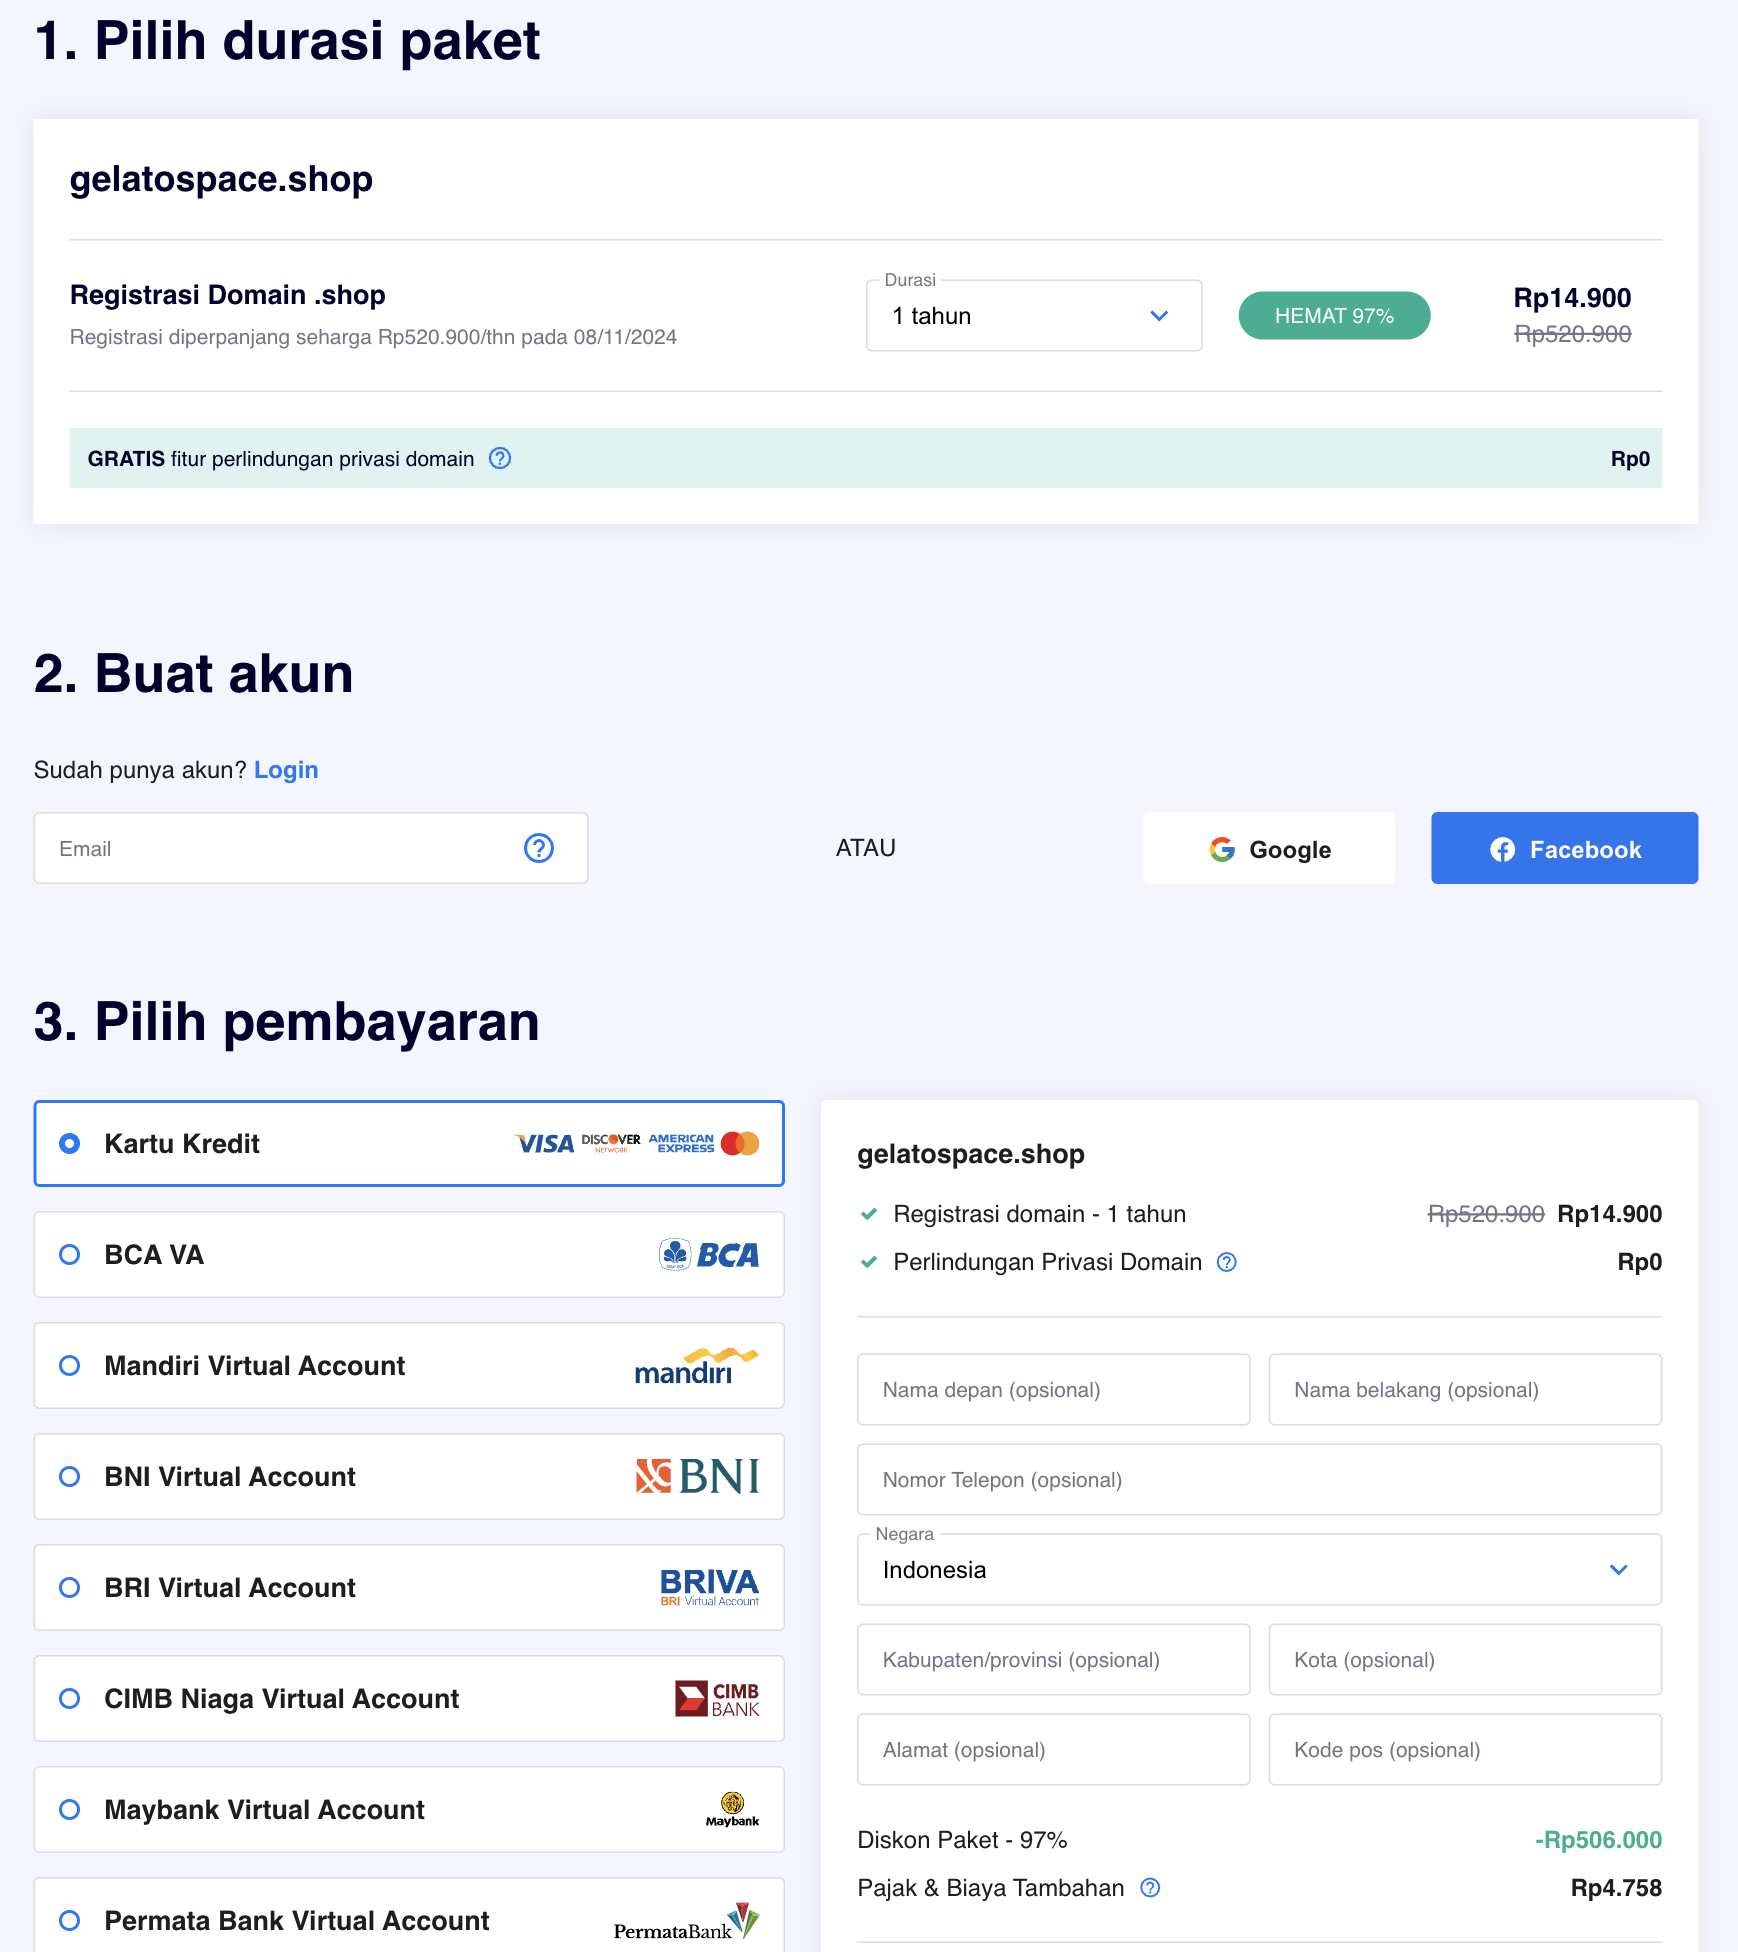 1. Pilih durasi paket
gelatospace.shop
Registrasi Domain .shop
Registrasi diperpanjang seharga Rp520.900/thn pada 08/11/2024
Durasi
1 tahun
HEMAT 97%
Rp14.900
Rp520.900
GRATIS fitur perlindungan privasi domain
Rp0
2. Buat akun
Sudah punya akun? Login
Email
ATAU
Google
Facebook
3. Pilih pembayaran
Kartu Kredit
VISA
DISCOVER
NETWORK
AMERICAN
EXPRESS
BCA VA
BCA
Mandiri Virtual Account
mandiri
BNI Virtual Account
BNI
BRI Virtual Account
BRIVA
BRI Virtual Account
CIMB Niaga Virtual Account
CIMB
BANK
Maybank Virtual Account
Maybank
Permata Bank Virtual Account
PermataBank
gelatospace.shop
Registrasi domain - 1 tahun
Rp520.900 Rp14.900
Perlindungan Privasi Domain
Rp0
Nama depan (opsional)
Nama belakang (opsional)
Nomor Telepon (opsional)
Negara
Indonesia
Kabupaten/provinsi (opsional)
Kota (opsional)
Alamat (opsional)
Kode pos (opsional)
Diskon Paket - 97%
-Rp506.000
Pajak & Biaya Tambahan
Rp4.758